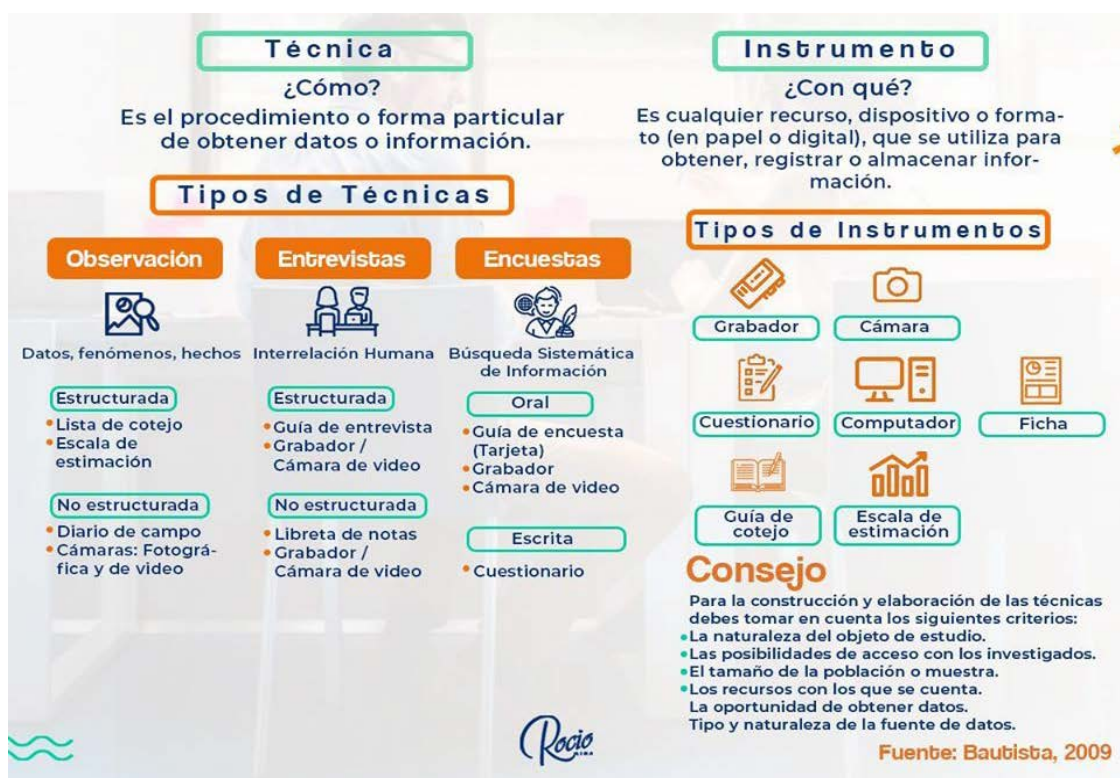 Técnica
¿Cómo?
Es el procedimiento o forma particular
de obtener datos o información.
Tipos de Técnicas
Observación
Datos, fenómenos, hechos
Estructurada
• Lista de cotejo
• Escala de
estimación
No estructurada
• Diario de campo
• Cámaras: Fotográ-
fica y de video
Entrevistas
Interrelación Humana
Estructurada
• Guía de entrevista
• Grabador /
Cámara de video
No estructurada
• Libreta de notas
• Grabador /
Cámara de video
Encuestas
Búsqueda Sistemática
de Información
Oral
• Guía de encuesta
(Tarjeta)
• Grabador
• Cámara de video
Escrita
• Cuestionario
Instrumento
¿Con qué?
Es cualquier recurso, dispositivo o forma-
to (en papel o digital), que se utiliza para
obtener, registrar o almacenar infor-
mación.
Tipos de Instrumentos
Grabador
Cámara
Cuestionario
Computador
Ficha
Guía de
cotejo
Escala de
estimación
Consejo
Para la construcción y elaboración de las técnicas
debes tomar en cuenta los siguientes criterios:
• La naturaleza del objeto de estudio.
• Las posibilidades de acceso con los investigados.
• El tamaño de la población o muestra.
• Los recursos con los que se cuenta.
La oportunidad de obtener datos.
Tipo y naturaleza de la fuente de datos.
Rocio
Fuente: Bautista, 2009